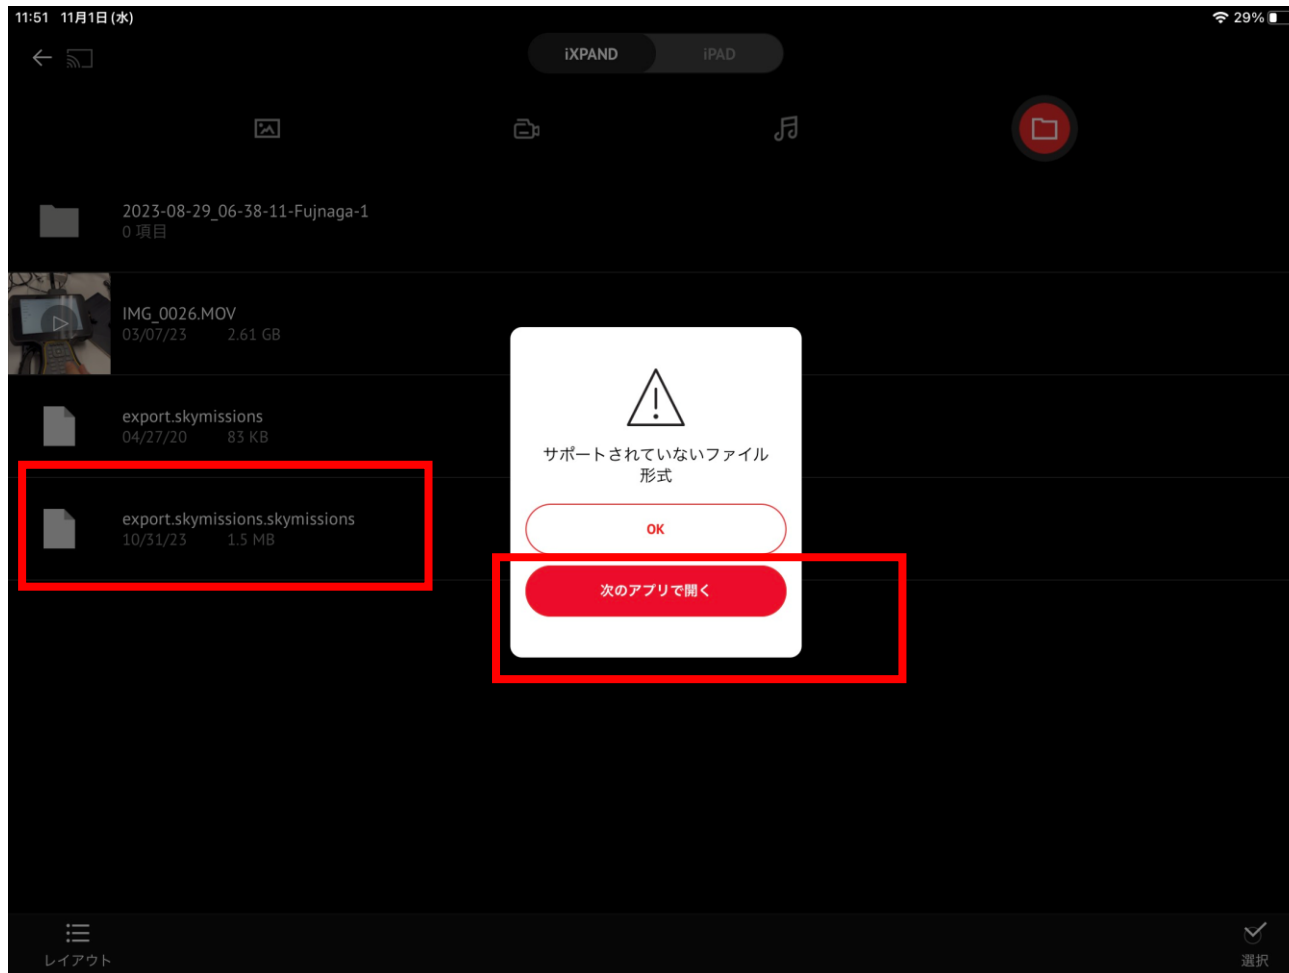 11:51 11月1日(水)
29%
iXPAND
iPAD
2023-08-29_06-38-11-Fujnaga-1
0 項目
IMG_0026.MOV
03/07/23 2.61 GB
export.skymissions
04/27/20 83 KB
export.skymissions.skymissions
10/31/23 1.5 MB
サポートされていないファイル
形式
OK
次のアプリで開く
レイアウト
選択